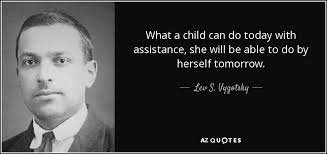 What a child can do today with
assistance, she will be able to do by
herself tomorrow.
Lev S. Vygotsky
AZ QUOTES